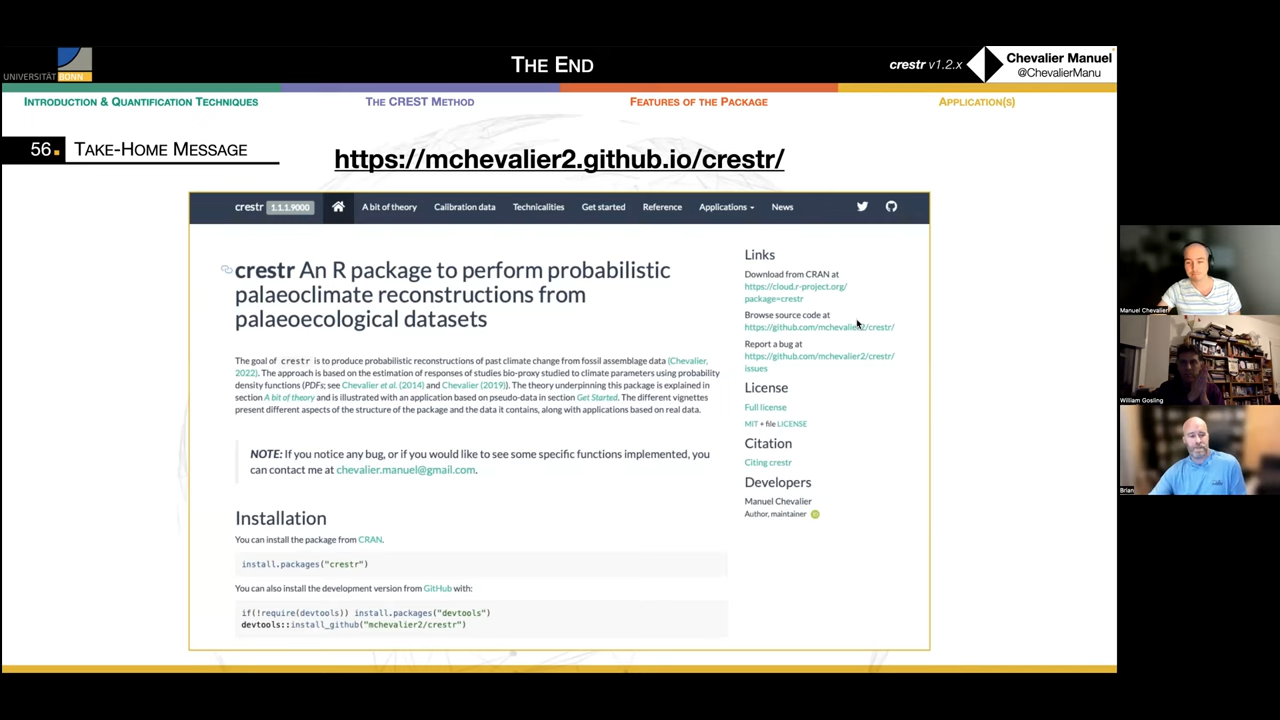 UNIVERSITÄT BONN
THE END
crestr v1.2.x
Chevalier Manuel
@ChevalierManu
INTRODUCTION & QUANTIFICATION TECHNIQUES
THE CREST METHOD
FEATURES OF THE PACKAGE
APPLICATION(S)
56. TAKE-HOME MESSAGE
https://mchevalier2.github.io/crestr/
crestr 1.1.1.9000 A bit of theory Calibration data Technicalities Get started Reference Applications News
crestr An R package to perform probabilistic
palaeoclimate reconstructions from
palaeoecological datasets
The goal of crestr is to produce probabilistic reconstructions of past climate change from fossil assemblage data (Chevalier,
2022). The approach is based on the estimation of responses of studies bio-proxy studied to climate parameters using probability
density functions (PDFs; see Chevalier et al. (2014) and Chevalier (2019)). The theory underpinning this package is explained in
section A bit of theory and is illustrated with an application based on pseudo-data in section Get Started. The different vignettes
present different aspects of the structure of the package and the data it contains, along with applications based on real data.
NOTE: If you notice any bug, or if you would like to see some specific functions implemented, you
can contact me at chevalier.manuel@gmail.com.
Installation
You can install the package from CRAN.
install.packages("crestr")
You can also install the development version from GitHub with:
if(!require(devtools)) install.packages("devtools")
devtools::install_github("mchevalier2/crestr")
Links
Download from CRAN at
https://cloud.r-project.org/
package=crestr
Browse source code at
https://github.com/mchevalier2/crestr/
Report a bug at
https://github.com/mchevalier2/crestr/
issues
License
Full license
MIT + file LICENSE
Citation
Citing crestr
Developers
Manuel Chevalier
Author, maintainer
Manuel Chevalier
William Gosling
Brian